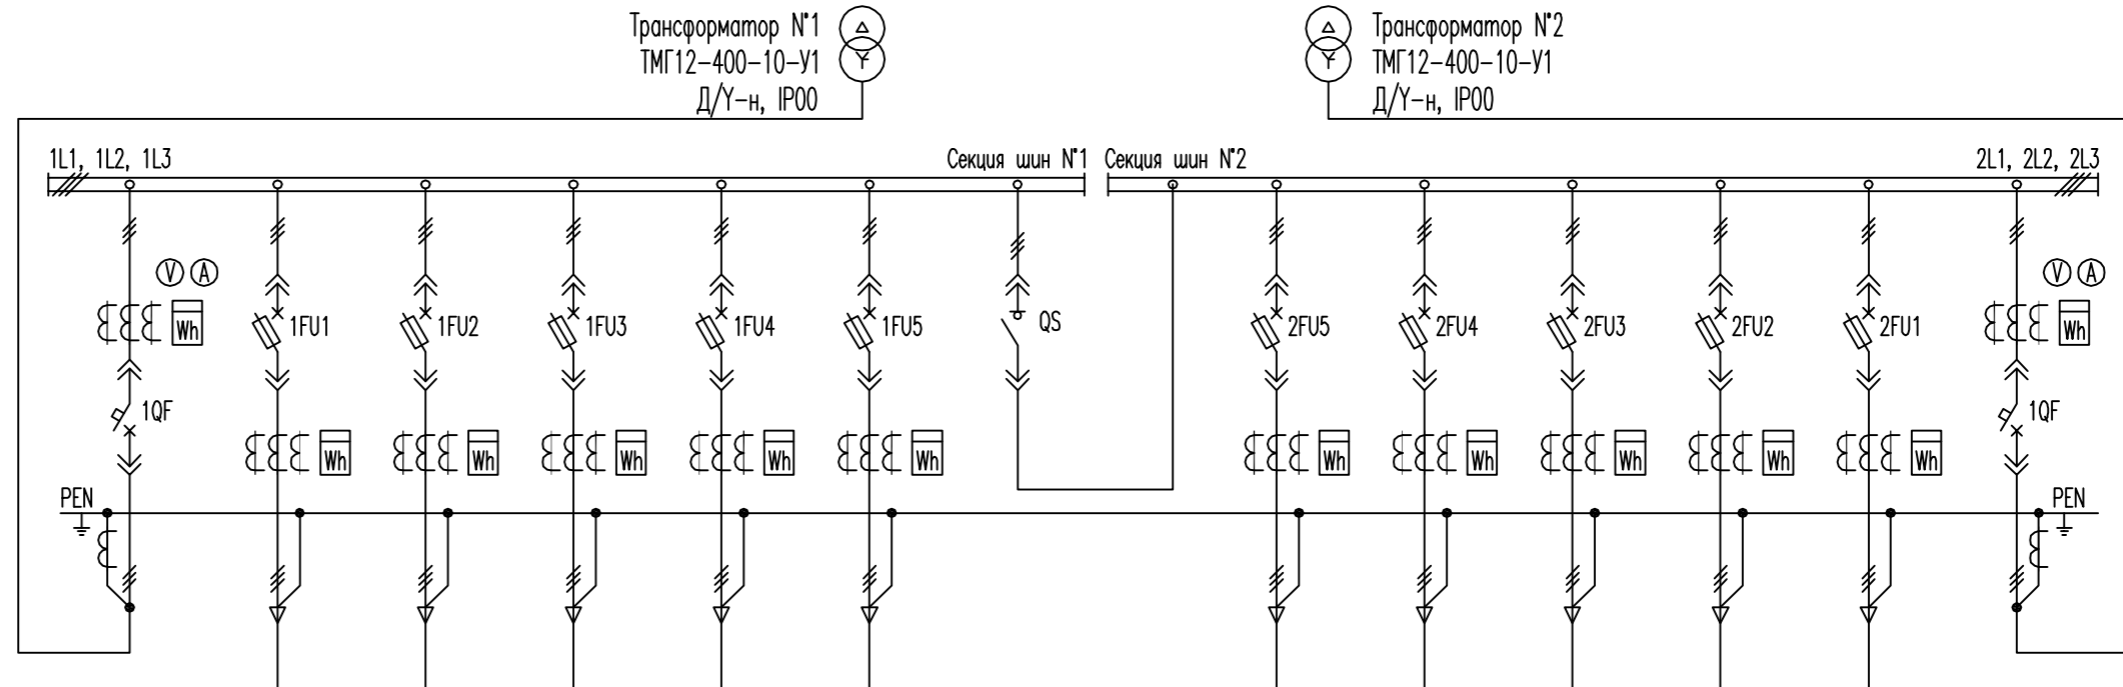 Трансформатор N°1
ТМГ12-400-10-У1
Д/Y-н, IP00
Трансформатор N°2
ТМГ12-400-10-У1
Д/Y-н, IP00
1L1, 1L2, 1L3
Секция шин N°1
Секция шин N°2
2L1, 2L2, 2L3
V A
V A
Wh
1FU1
1FU2
1FU3
1FU4
1FU5
QS
2FU5
2FU4
2FU3
2FU2
2FU1
Wh
1QF
1QF
Wh
Wh
Wh
Wh
Wh
Wh
Wh
Wh
Wh
Wh
PEN
PEN